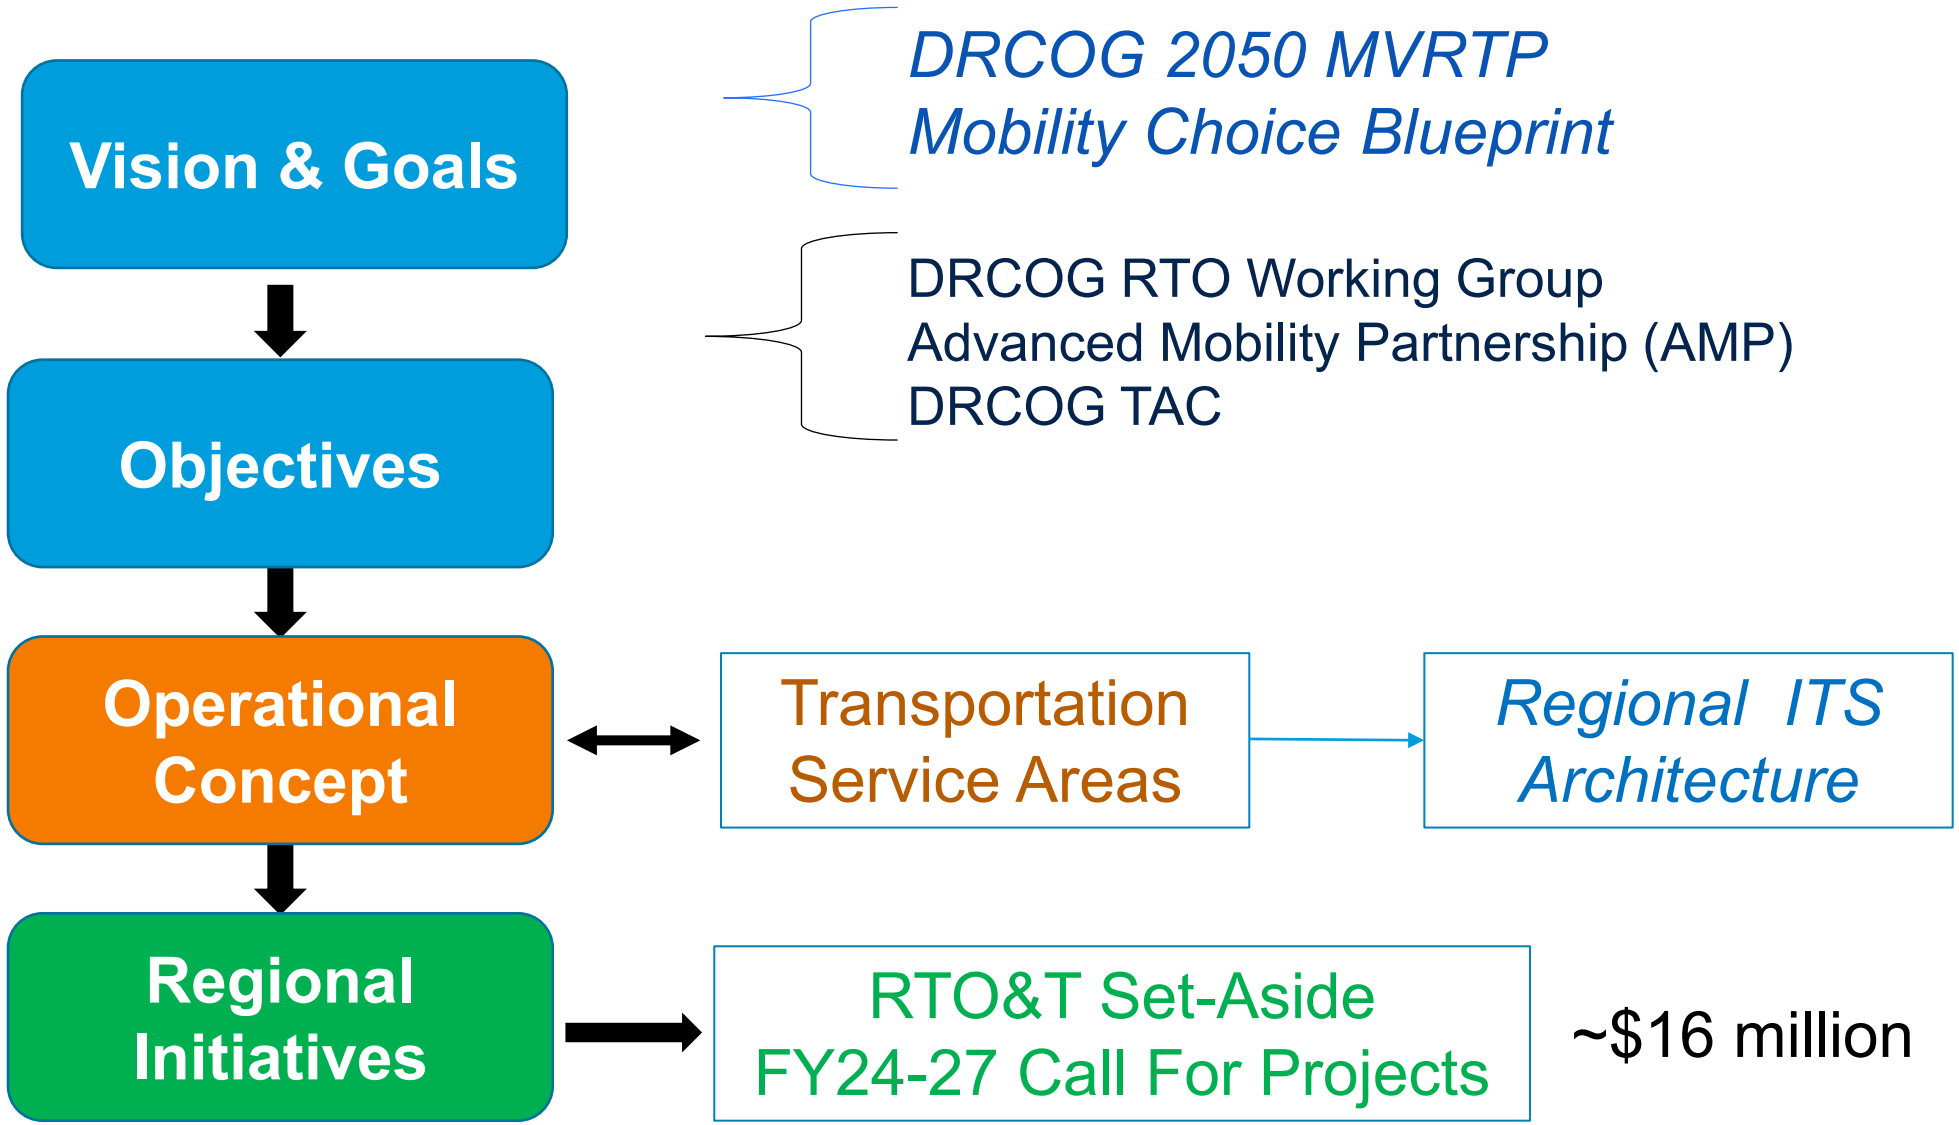 DRCOG 2050 MVRTP
Mobility Choice Blueprint
Vision & Goals
DRCOG RTO Working Group
Advanced Mobility Partnership (AMP)
DRCOG TAC
Objectives
Operational
Concept
Transportation
Service Areas
Regional ITS
Architecture
Regional
Initiatives
RTO&T Set-Aside
FY24-27 Call For Projects
~$16 million